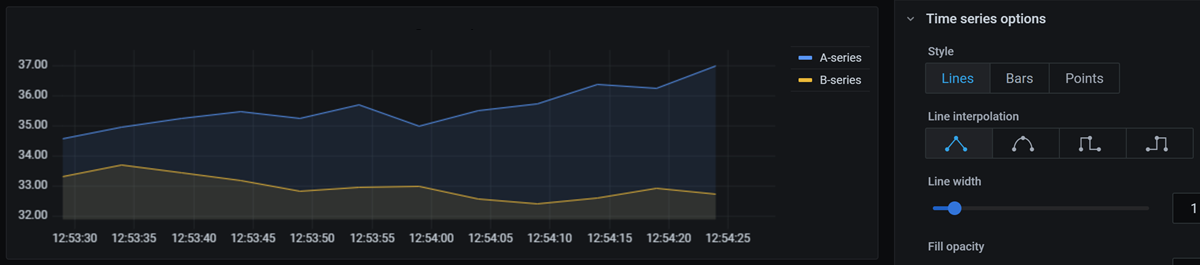 37.00
36.00
35.00
34.00
33.00
32.00
12:53:30 12:53:35 12:53:40 12:53:45 12:53:50 12:53:55 12:54:00 12:54:05 12:54:10 12:54:15 12:54:20 12:54:25
A-series
B-series
Time series options
Style
Lines Bars Points
Line interpolation
Line width
1
Fill opacity